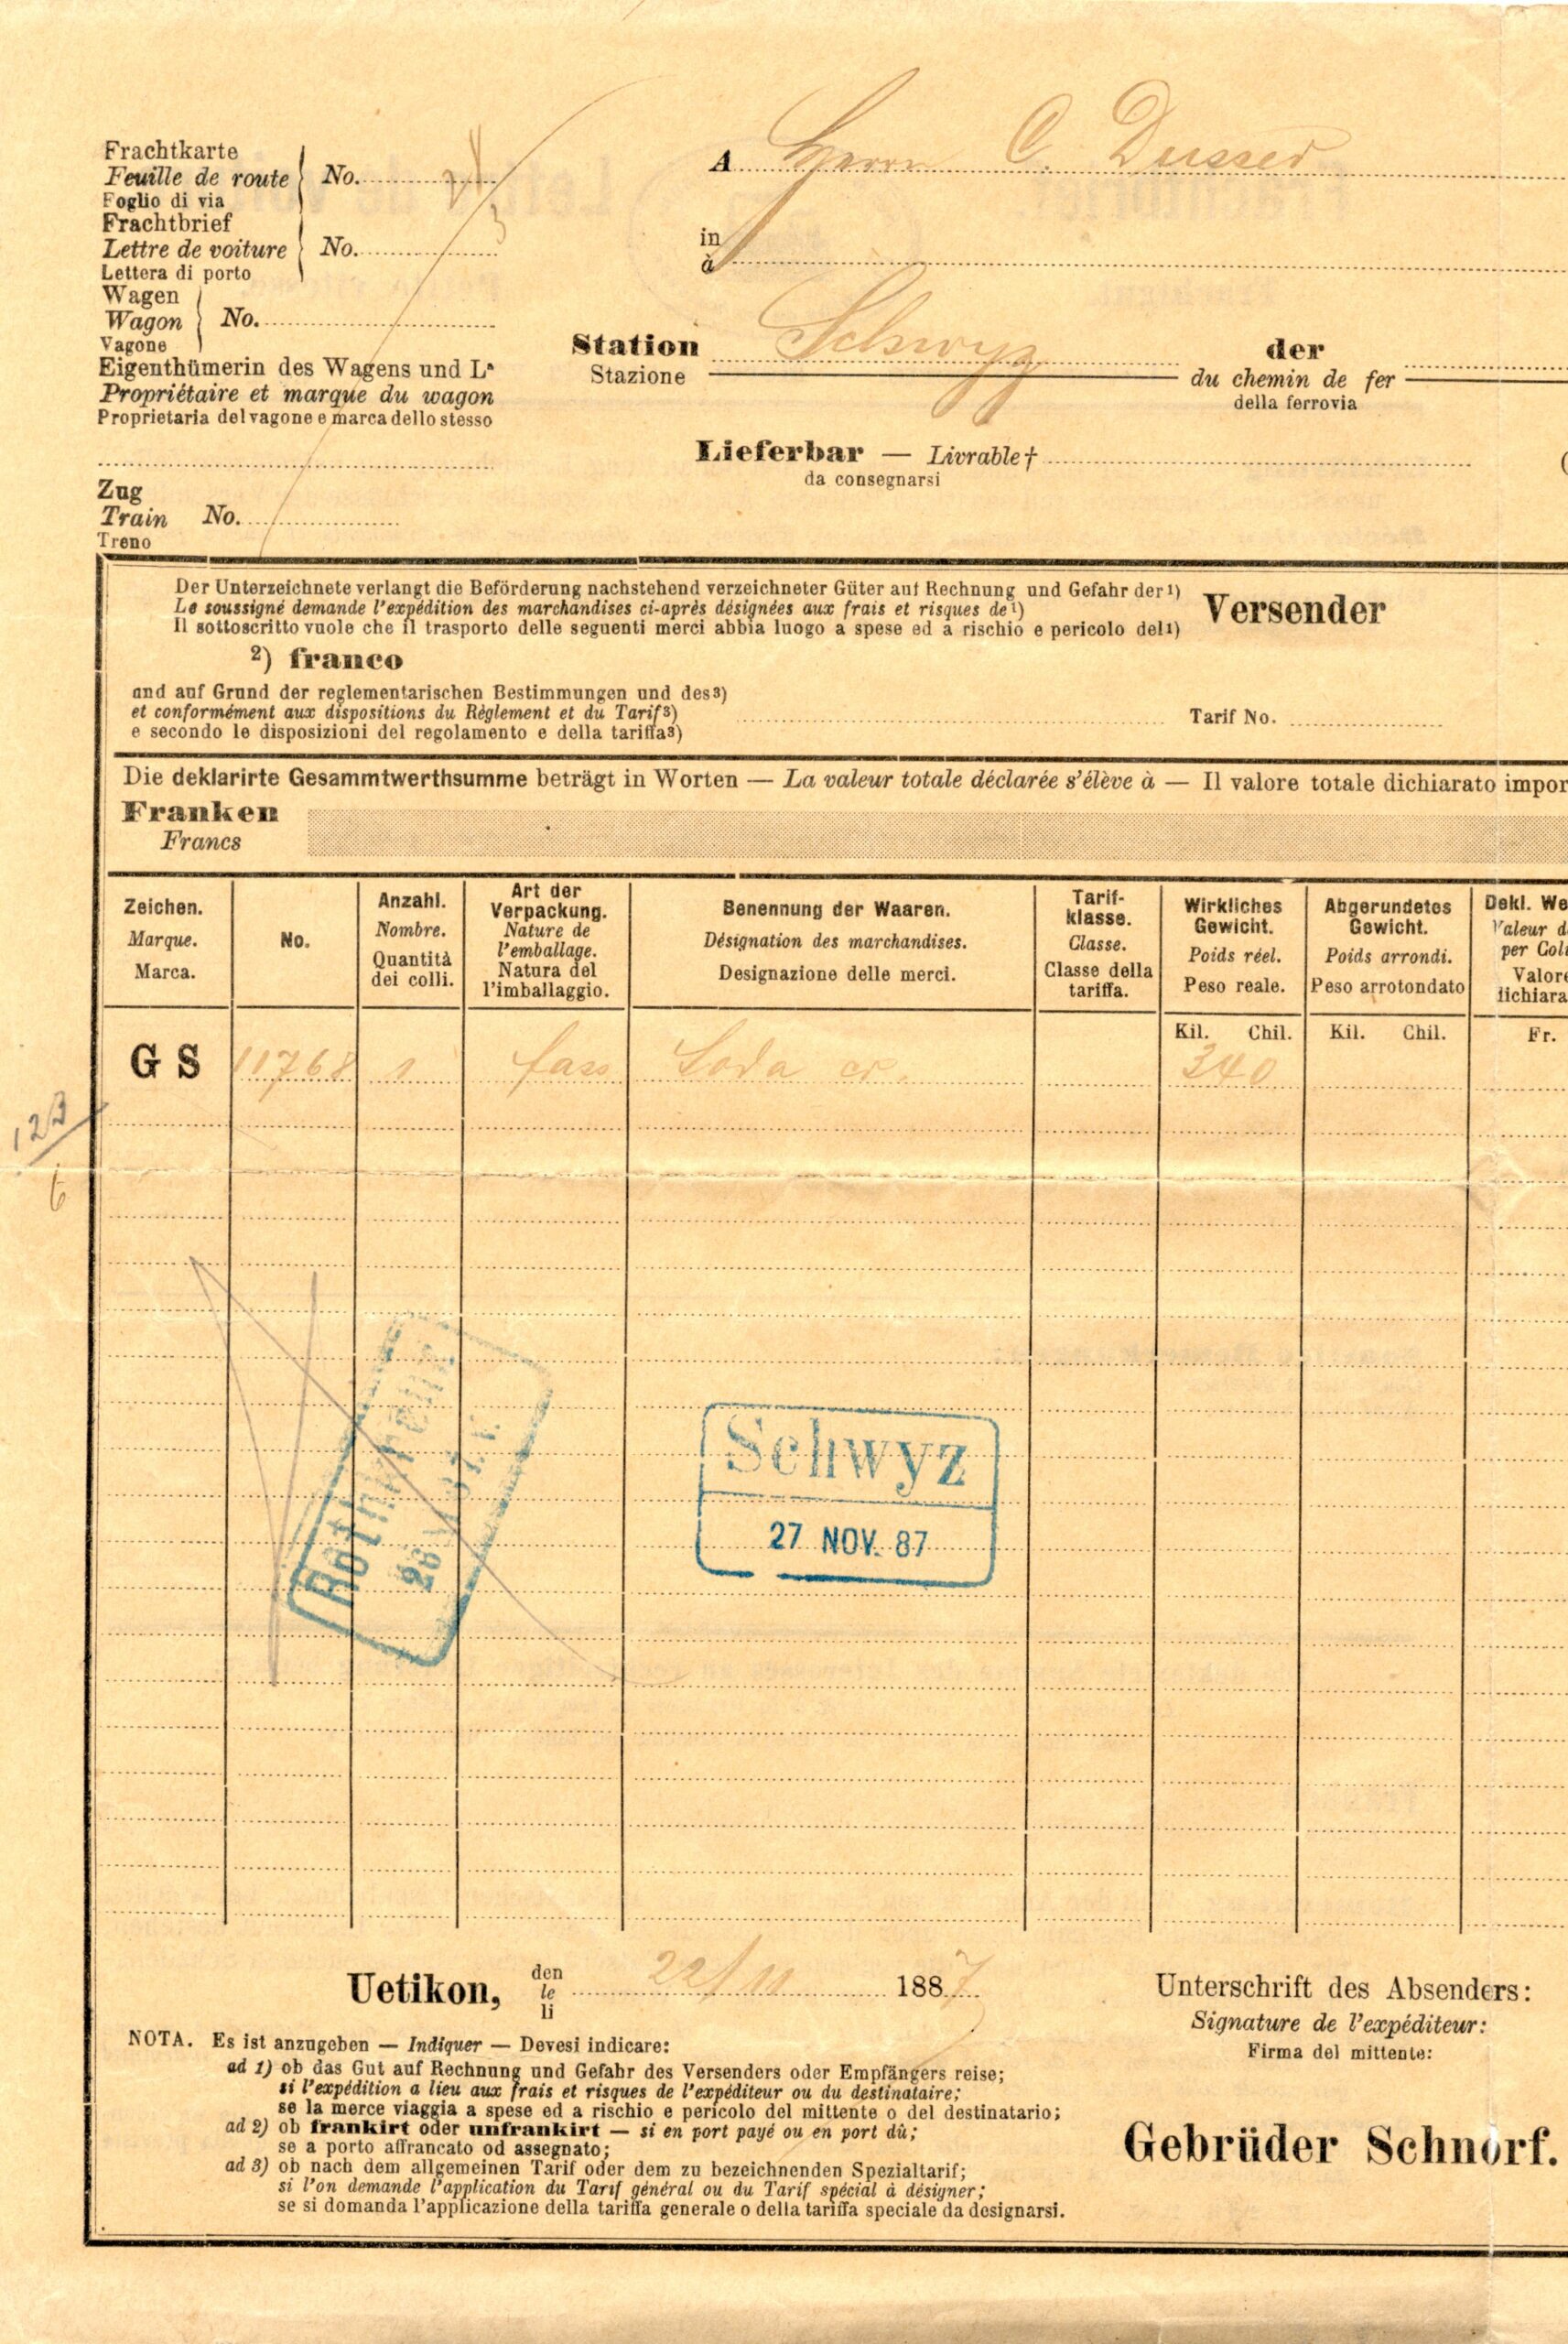 Frachtkarte
Feuille de route No.
Foglio di via
Frachtbrief
Lettre de voiture No.
Lettera di porto
Wagen
Wagon No.
Vagone
Eigenthümerin des Wagens und Lª
Propriétaire et marque du wagon
Proprietaria del vagone e marca dello stesso
Zug
Train No.
Treno
A Herrn C. Dusser
in
à
Station Schwyz der
Stazione du chemin de fer
della ferrovia
Lieferbar — Livrable †
da consegnarsi
Der Unterzeichnete verlangt die Beförderung nachstehend verzeichneter Güter auf Rechnung und Gefahr der 1)
Le soussigné demande l'expédition des marchandises ci-après désignées aux frais et risques de 1)
Il sottoscritto vuole che il trasporto delle seguenti merci abbia luogo a spese ed a rischio e pericolo del 1)
Versender
2) franco
und auf Grund der reglementarischen Bestimmungen und des 3)
et conformément aux dispositions du Règlement et du Tarif 3) Tarif No.
e secondo le disposizioni del regolamento e della tariffa 3)
Die deklarirte Gesammtwerthsumme beträgt in Worten — La valeur totale déclarée s'élève à — Il valore totale dichiarato impor
Franken
Francs
Zeichen.
Marque.
Marca.
No.
Anzahl.
Nombre.
Quantità
dei colli.
Art der
Verpackung.
Nature de
l'emballage.
Natura del
l'imballaggio.
Benennung der Waaren.
Désignation des marchandises.
Designazione delle merci.
Tarif-
klasse.
Classe.
Classe della
tariffa.
Wirkliches
Gewicht.
Poids réel.
Peso reale.
Abgerundetes
Gewicht.
Poids arrondi.
Peso arrotondato
Dekl. We
Valeur d
per Col
Valore
dichiara
Kil. Chil. Kil. Chil. Fr.
G S 11768 1 fass Soda cr. 340
123
6
Schwyz
27 NOV. 87
Uetikon, den 22/11 1887
le
li
Unterschrift des Absenders:
Signature de l'expéditeur:
Firma del mittente:
Gebrüder Schnorf.
NOTA. Es ist anzugeben — Indiquer — Devesi indicare:
ad 1) ob das Gut auf Rechnung und Gefahr des Versenders oder Empfängers reise;
si l'expédition a lieu aux frais et risques de l'expéditeur ou du destinataire;
se la merce viaggia a spese ed a rischio e pericolo del mittente o del destinatario;
ad 2) ob frankirt oder unfrankirt — si en port payé ou en port dû;
se a porto affrancato od assegnato;
ad 3) ob nach dem allgemeinen Tarif oder dem zu bezeichnenden Spezialtarif;
si l'on demande l'application du Tarif général ou du Tarif spécial à désigner;
se si domanda l'applicazione della tariffa generale o della tariffa speciale da designarsi.